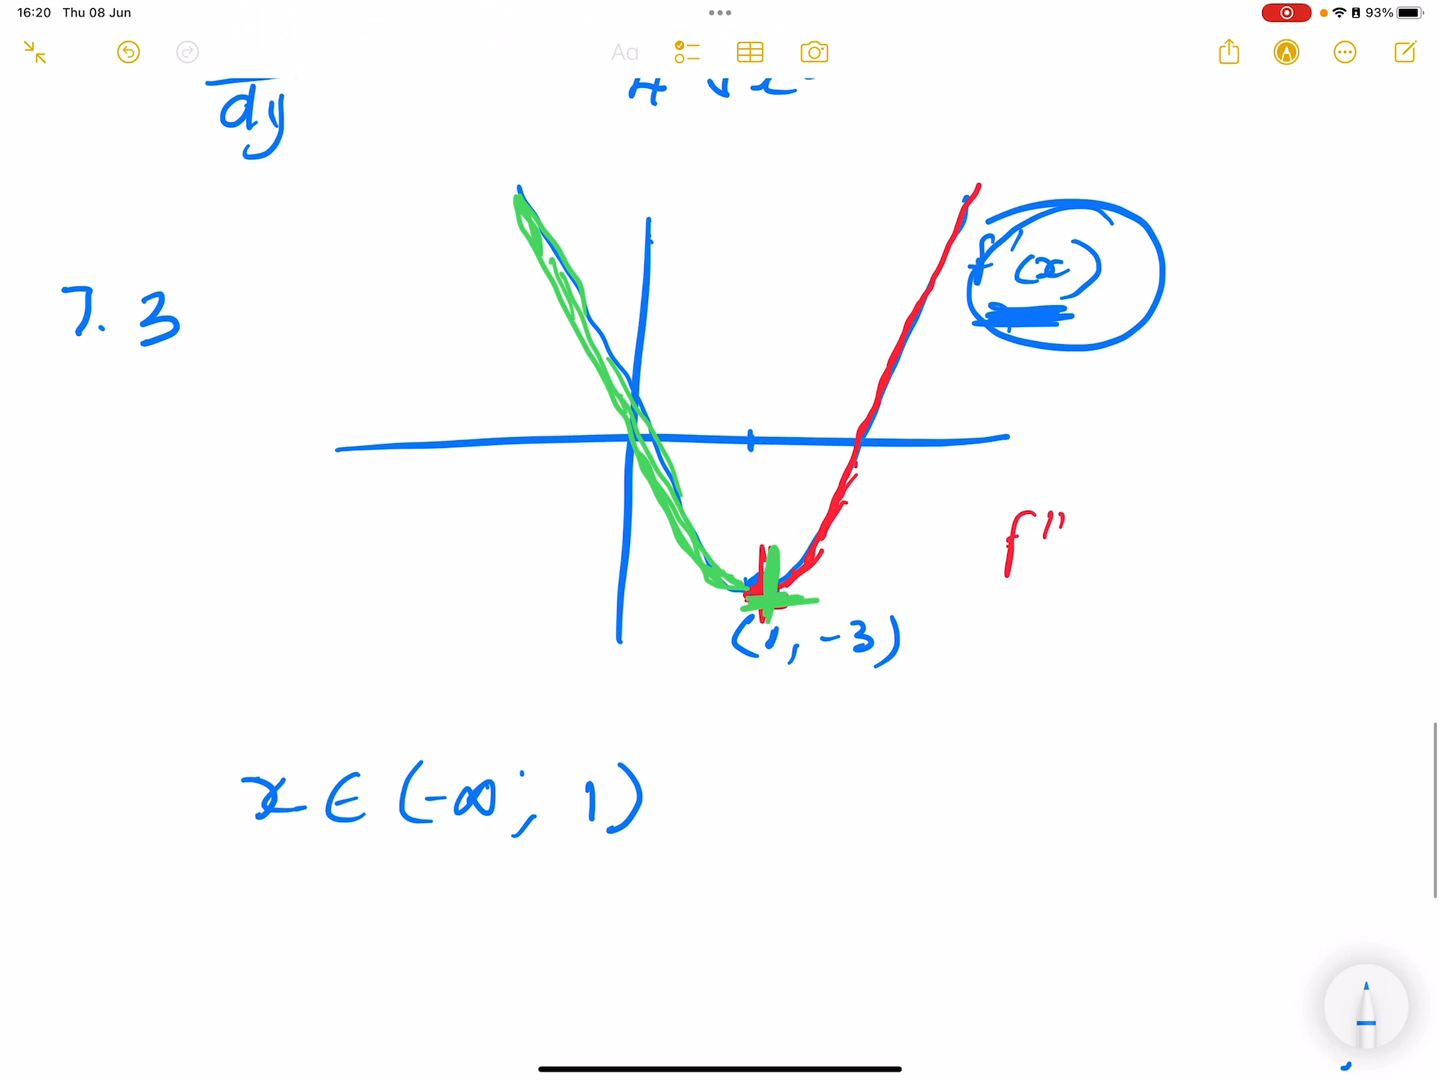 16:20 Thu 08 Jun
93%
Aa
dy
f'(x)
7.3
f''
(1, -3)
x ∈ (-∞; 1)